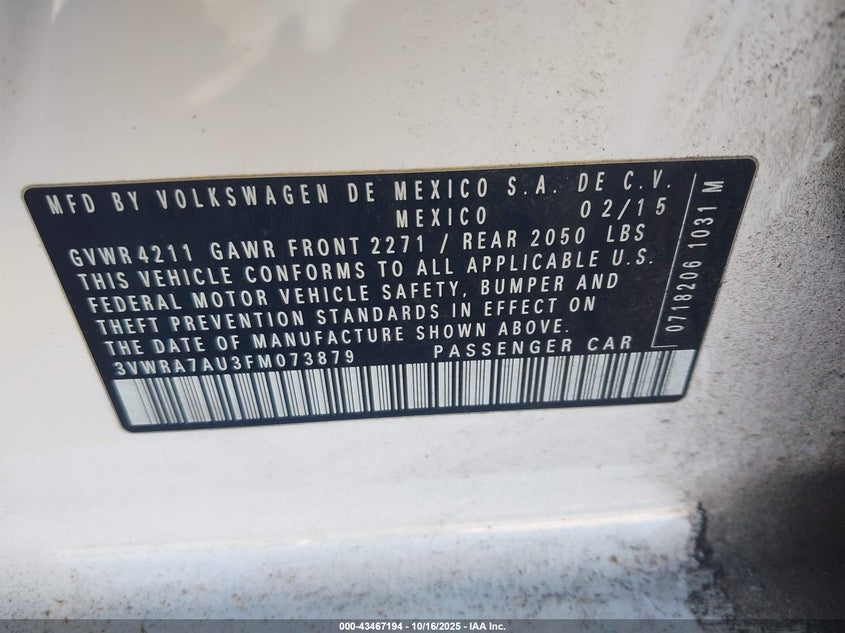 MFD BY VOLKSWAGEN DE MEXICO S.A. DE C.V.
MEXICO 02/15
GVWR 4211 GAWR FRONT 2271 / REAR 2050 LBS
THIS VEHICLE CONFORMS TO ALL APPLICABLE U.S.
FEDERAL MOTOR VEHICLE SAFETY, BUMPER AND
THEFT PREVENTION STANDARDS IN EFFECT ON
THE DATE OF MANUFACTURE SHOWN ABOVE.
3VWRA7AU3FM073879 PASSENGER CAR
0718206 1031 M
000-43467194 - 10/16/2025 - IAA Inc.